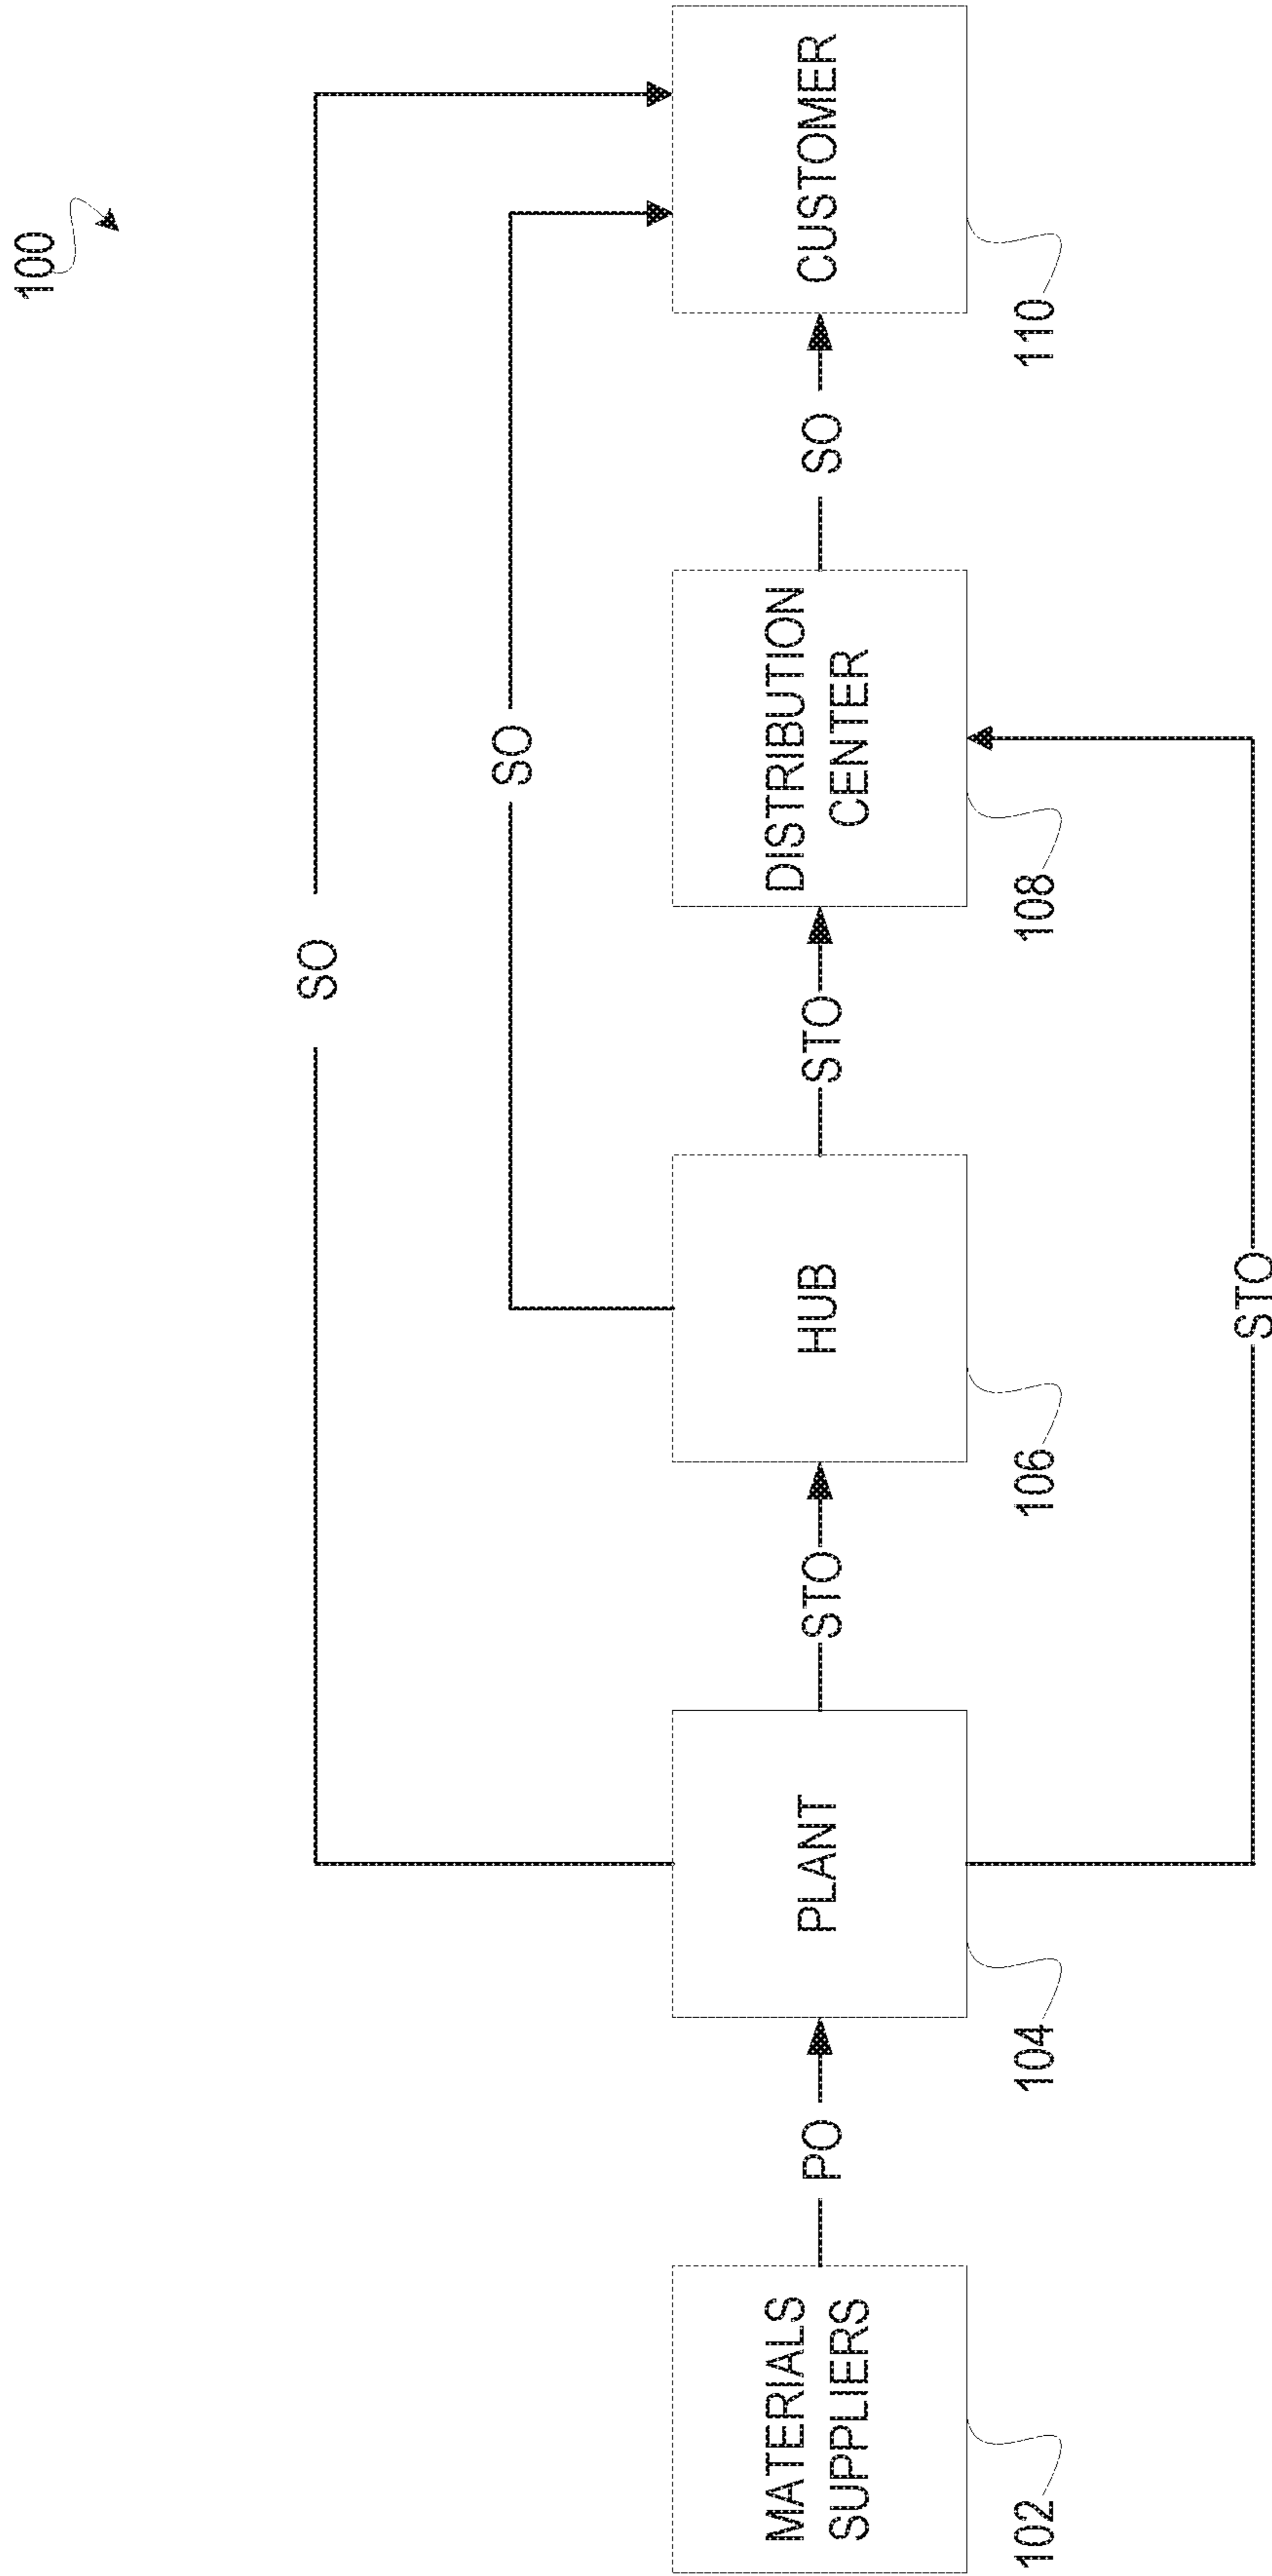 100
SO
SO
MATERIALS
SUPPLIERS
PO
PLANT
STO
HUB
STO
DISTRIBUTION
CENTER
SO
CUSTOMER
102
104
106
108
110
STO